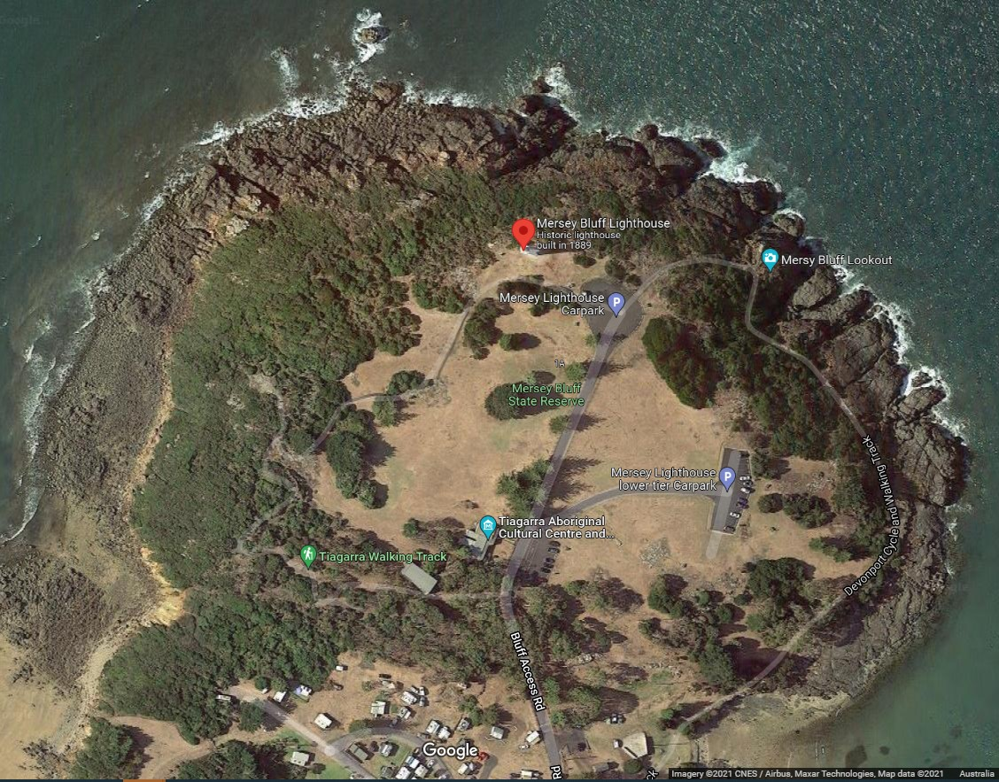 Mersey Bluff Lighthouse
Historic lighthouse
built in 1889
Mersy Bluff Lookout
Mersey Lighthouse
Carpark
P
1A
Mersey Bluff
State Reserve
Devonport Cycle and Walking Track
Mersey Lighthouse
lower tier Carpark
P
Tiagarra Aboriginal
Cultural Centre and...
Tiagarra Walking Track
Bluff Access Rd
Google
Rd
Imagery ©2021 CNES / Airbus, Maxar Technologies, Map data ©2021 Australia